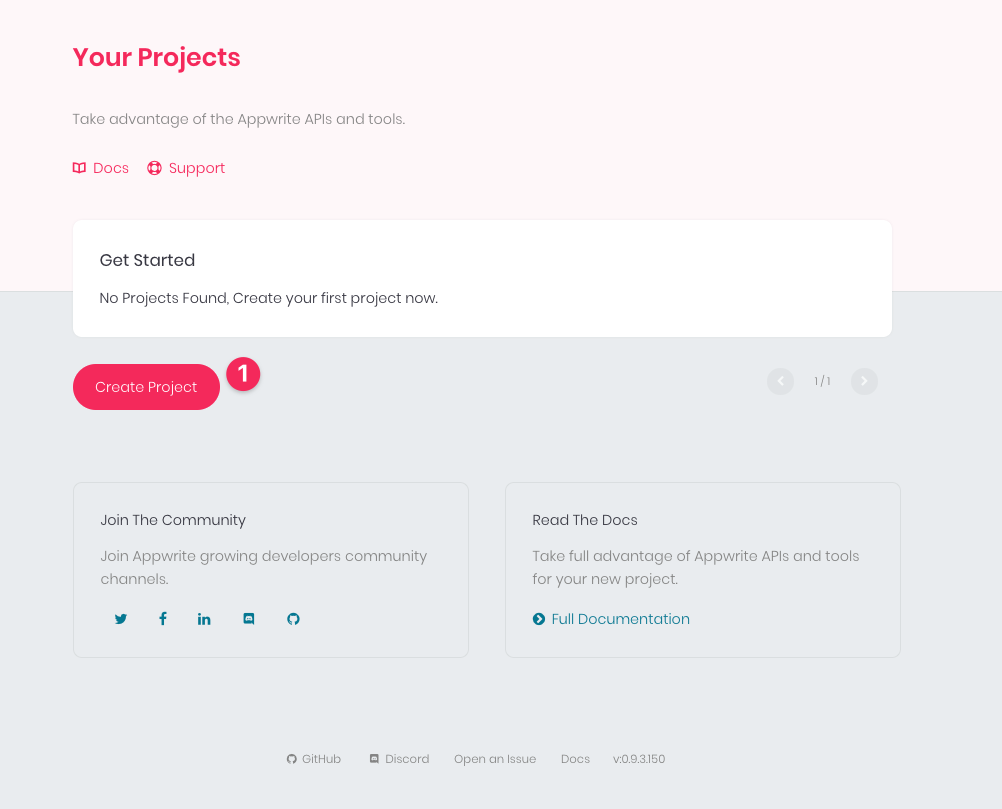 Your Projects
Take advantage of the Appwrite APIs and tools.
Docs Support
Get Started
No Projects Found, Create your first project now.
Create Project 1
1 / 1
Join The Community
Join Appwrite growing developers community
channels.
Read The Docs
Take full advantage of Appwrite APIs and tools
for your new project.
Full Documentation
GitHub Discord Open an Issue Docs v:0.9.3.150